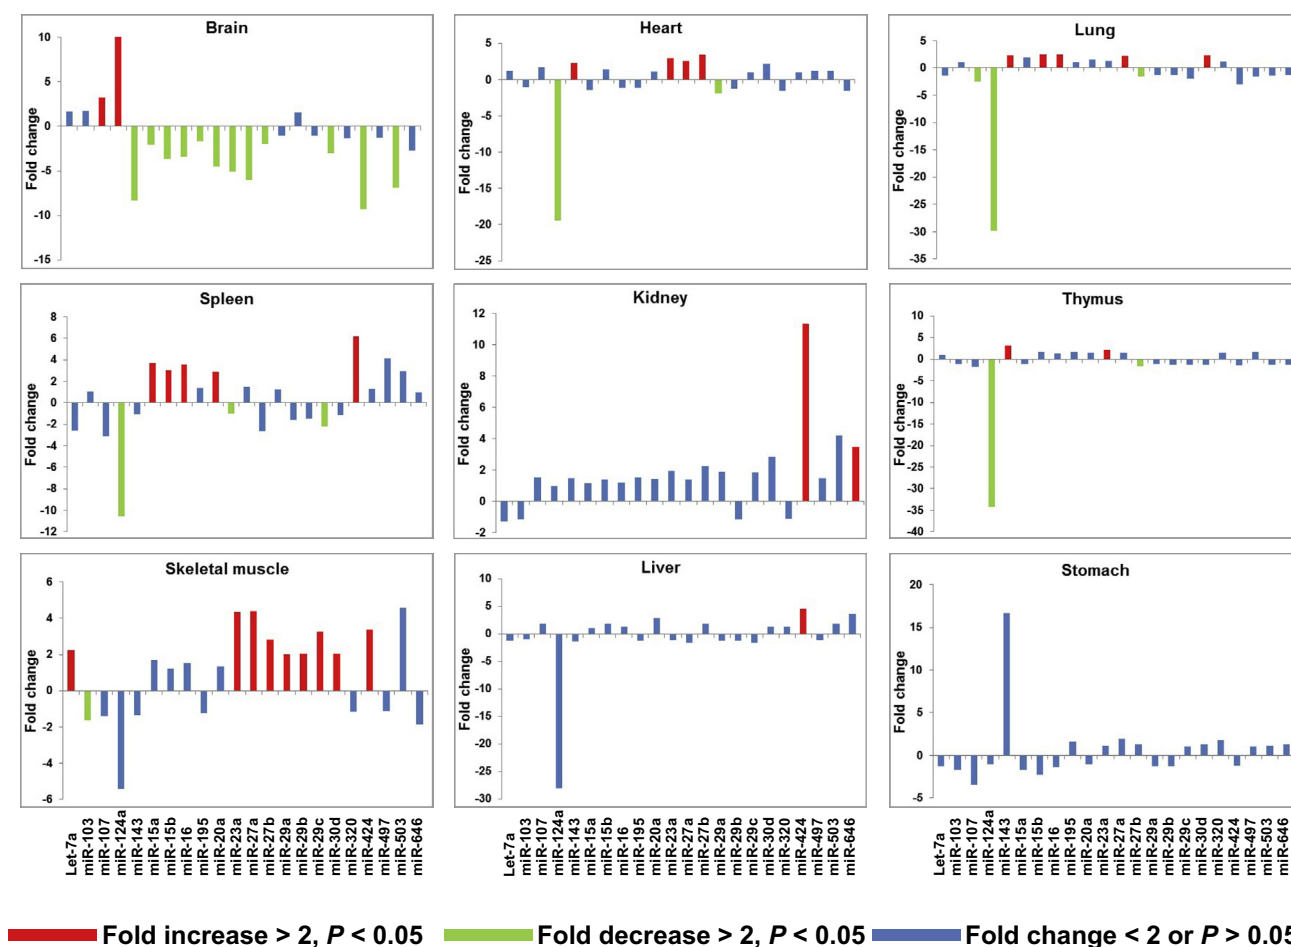 Brain
Heart
Lung
Fold change
10
5
0
-5
-10
-15
Fold change
5
0
-5
-10
-15
-20
-25
Fold change
5
0
-5
-10
-15
-20
-25
-30
-35
Spleen
Kidney
Thymus
Fold change
8
6
4
2
0
-2
-4
-6
-8
-10
-12
Fold change
12
10
8
6
4
2
0
-2
Fold change
10
5
0
-5
-10
-15
-20
-25
-30
-35
-40
Skeletal muscle
Liver
Stomach
Fold change
6
4
2
0
-2
-4
-6
Fold change
10
5
0
-5
-10
-15
-20
-25
-30
Fold change
20
15
10
5
0
-5
Let-7a
miR-103
miR-107
miR-124a
miR-143
miR-15a
miR-15b
miR-16
miR-195
miR-20a
miR-23a
miR-27a
miR-27b
miR-29a
miR-29b
miR-29c
miR-30d
miR-320
miR-424
miR-497
miR-503
miR-646
Let-7a
miR-103
miR-107
miR-124a
miR-143
miR-15a
miR-15b
miR-16
miR-195
miR-20a
miR-23a
miR-27a
miR-27b
miR-29a
miR-29b
miR-29c
miR-30d
miR-320
miR-424
miR-497
miR-503
miR-646
Let-7a
miR-103
miR-107
miR-124a
miR-143
miR-15a
miR-15b
miR-16
miR-195
miR-20a
miR-23a
miR-27a
miR-27b
miR-29a
miR-29b
miR-29c
miR-30d
miR-320
miR-424
miR-497
miR-503
miR-646
Fold increase > 2, P < 0.05
Fold decrease > 2, P < 0.05
Fold change < 2 or P > 0.05